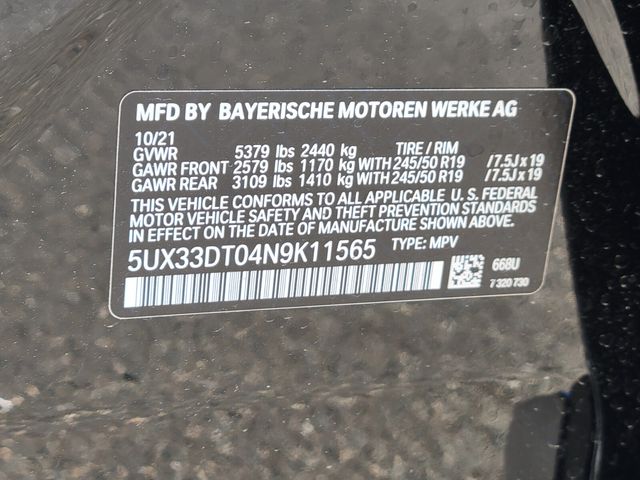 MFD BY BAYERISCHE MOTOREN WERKE AG
10/21
GVWR 5379 lbs 2440 kg TIRE / RIM
GAWR FRONT 2579 lbs 1170 kg WITH 245/50 R19 /7.5J x 19
GAWR REAR 3109 lbs 1410 kg WITH 245/50 R19 /7.5J x 19
THIS VEHICLE CONFORMS TO ALL APPLICABLE U. S. FEDERAL
MOTOR VEHICLE SAFETY AND THEFT PREVENTION STANDARDS
IN EFFECT ON THE DATE OF MANUFACTURE SHOWN ABOVE.
5UX33DT04N9K11565 TYPE: MPV
668U
7 320 730